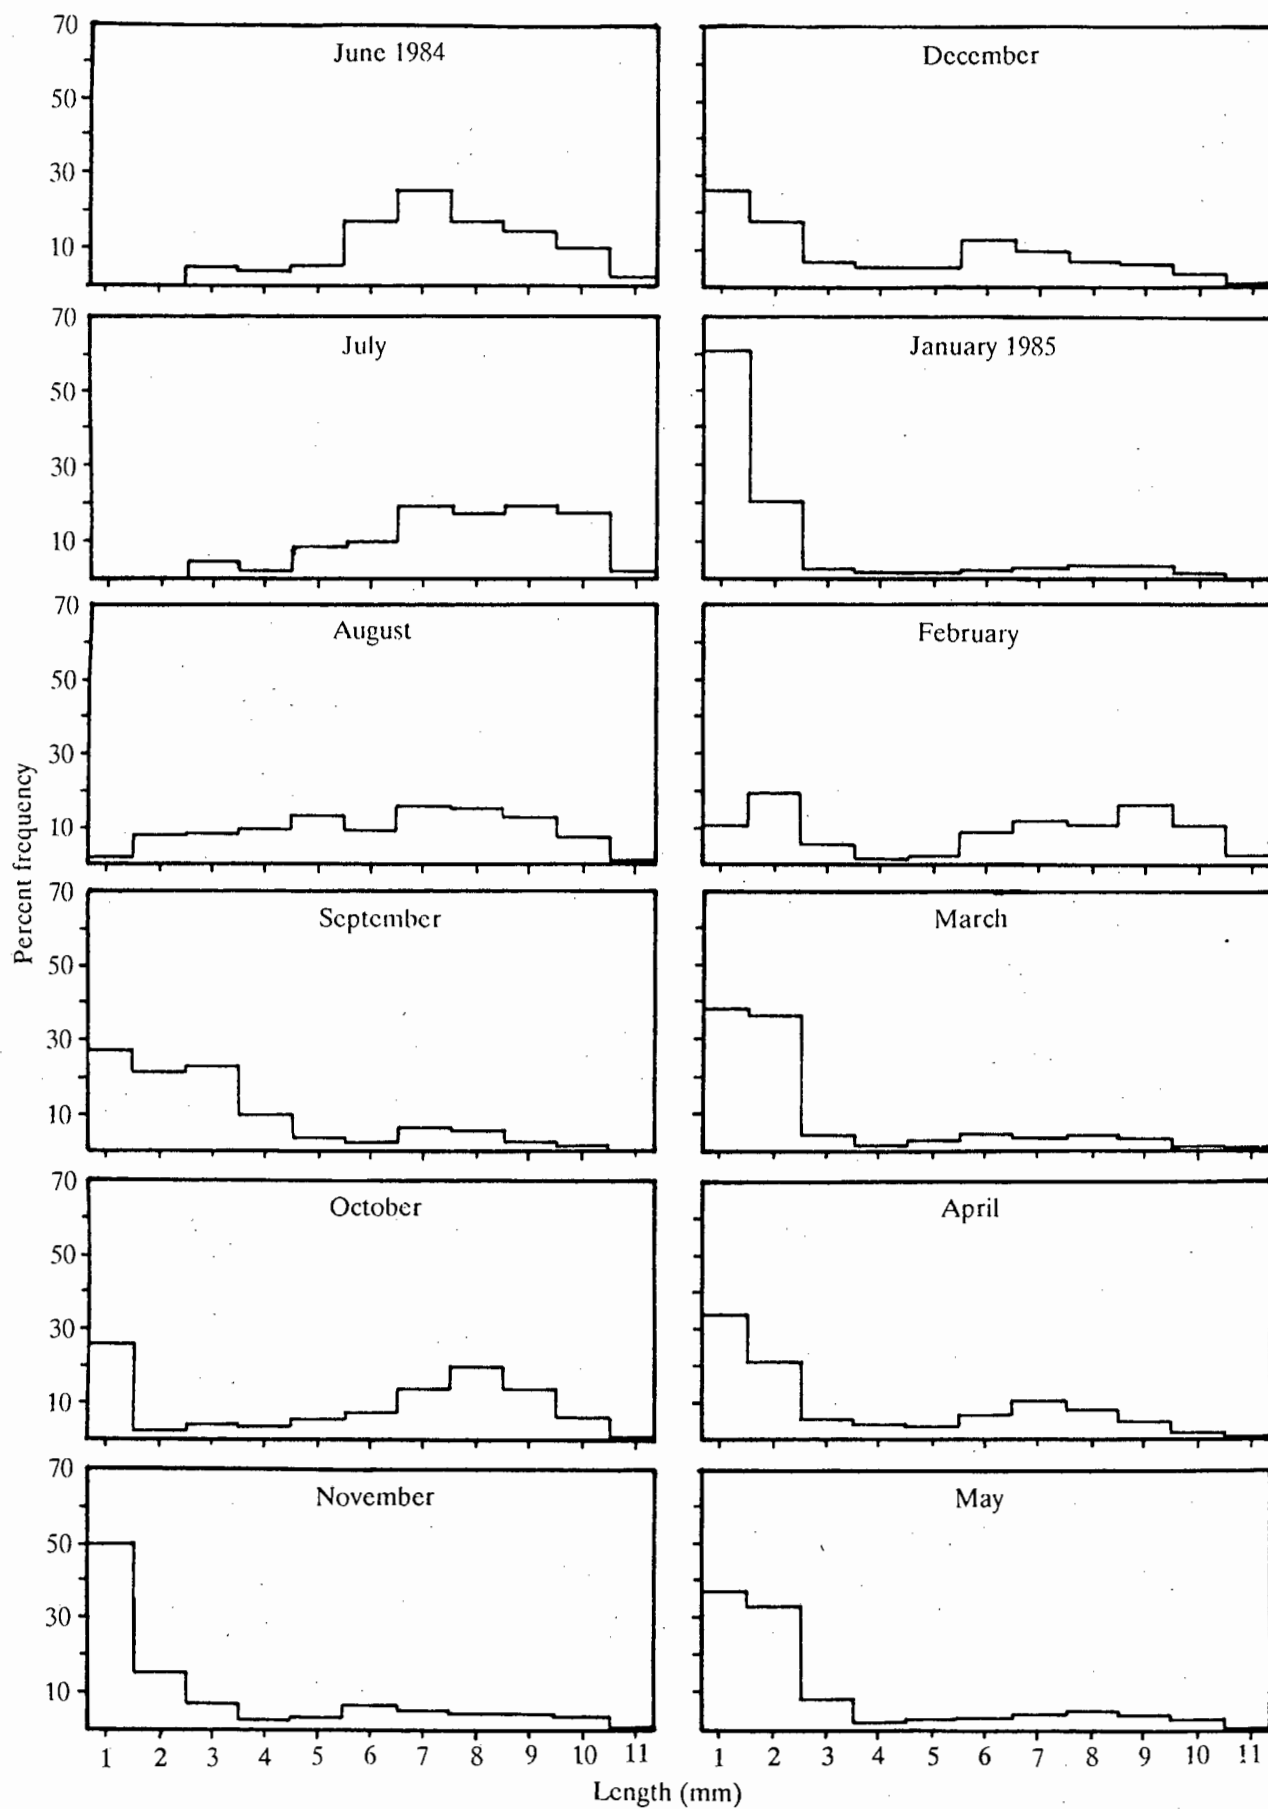 70
50
30
10
June 1984
December
70
50
30
10
July
January 1985
70
50
30
10
August
February
70
50
30
10
September
March
70
50
30
10
October
April
70
50
30
10
November
May
Percent frequency
1 2 3 4 5 6 7 8 9 10 11
1 2 3 4 5 6 7 8 9 10 11
Length (mm)